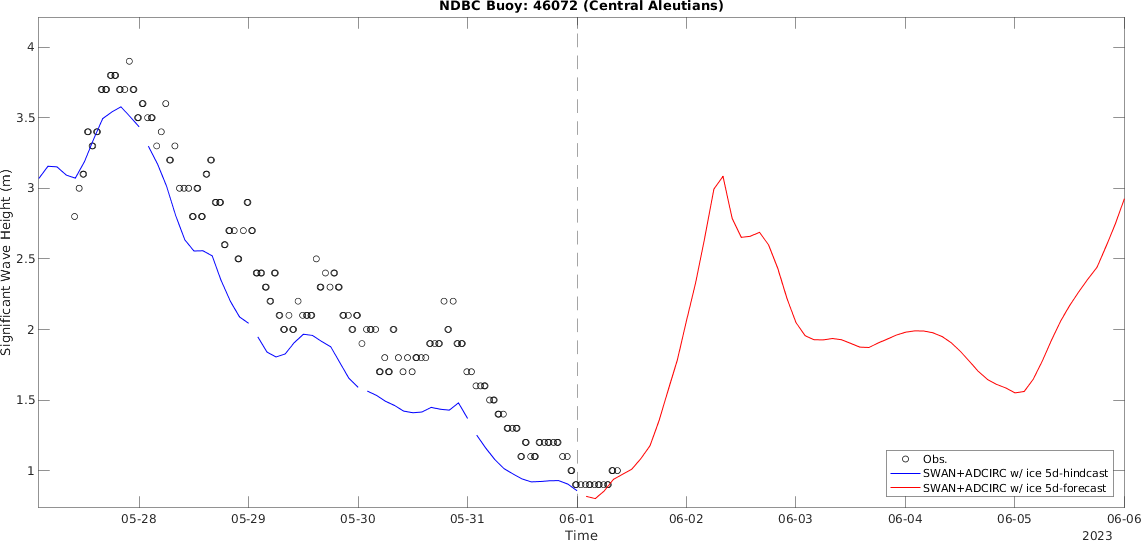 NDBC Buoy: 46072 (Central Aleutians)
Significant Wave Height (m)
4
3.5
3
2.5
2
1.5
1
Obs.
SWAN+ADCIRC w/ ice 5d-hindcast
SWAN+ADCIRC w/ ice 5d-forecast
05-28 05-29 05-30 05-31 06-01 06-02 06-03 06-04 06-05 06-06
Time 2023